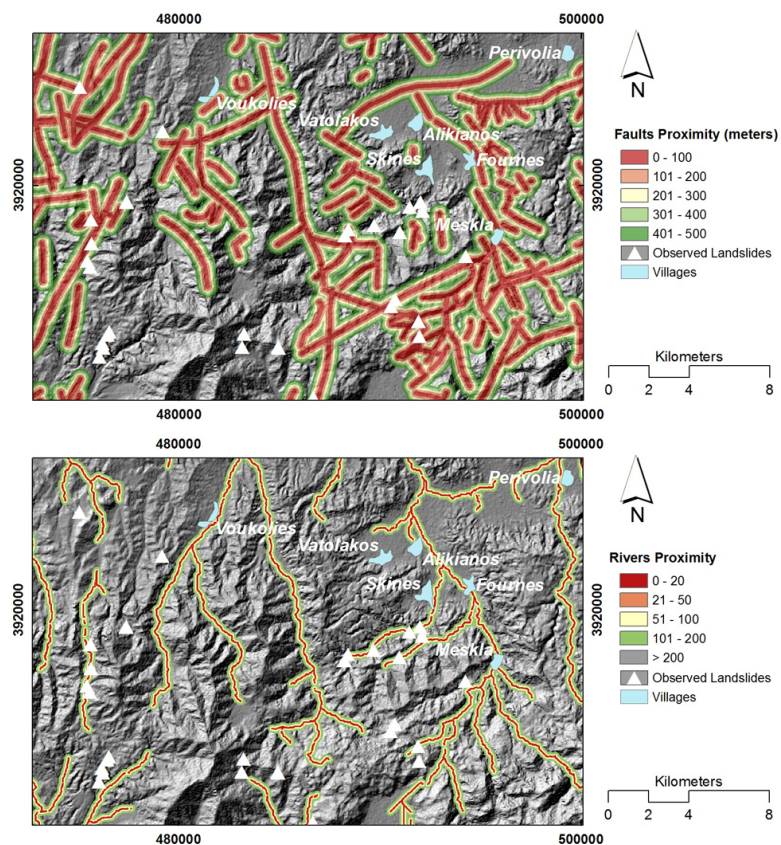 480000
500000
Perivolia
Voukolies
Vatolakos
Alikianos
Skines
Fournes
3920000
3920000
Meskla
480000
500000
N
Faults Proximity (meters)
0 - 100
101 - 200
201 - 300
301 - 400
401 - 500
Observed Landslides
Villages
Kilometers
0 2 4 8
480000
500000
Perivolia
Voukolies
Vatolakos
Alikianos
Skines
Fournes
3920000
3920000
Meskla
480000
500000
N
Rivers Proximity
0 - 20
21 - 50
51 - 100
101 - 200
> 200
Observed Landslides
Villages
Kilometers
0 2 4 8